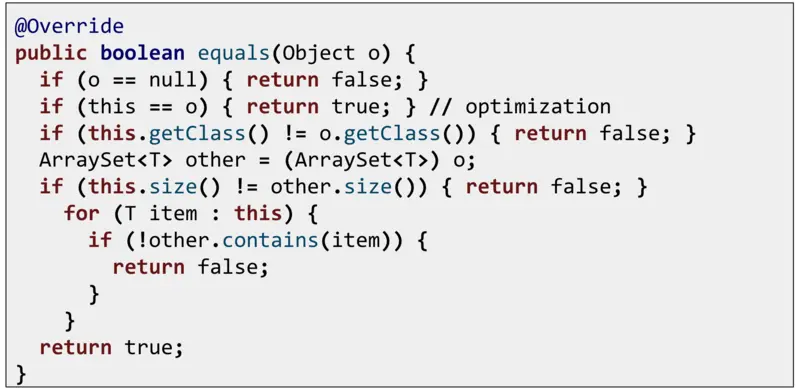 @Override
public boolean equals(Object o) {
  if (o == null) { return false; }
  if (this == o) { return true; } // optimization
  if (this.getClass() != o.getClass()) { return false; }
  ArraySet<T> other = (ArraySet<T>) o;
  if (this.size() != other.size()) { return false; }
    for (T item : this) {
      if (!other.contains(item)) {
        return false;
      }
    }
  return true;
}